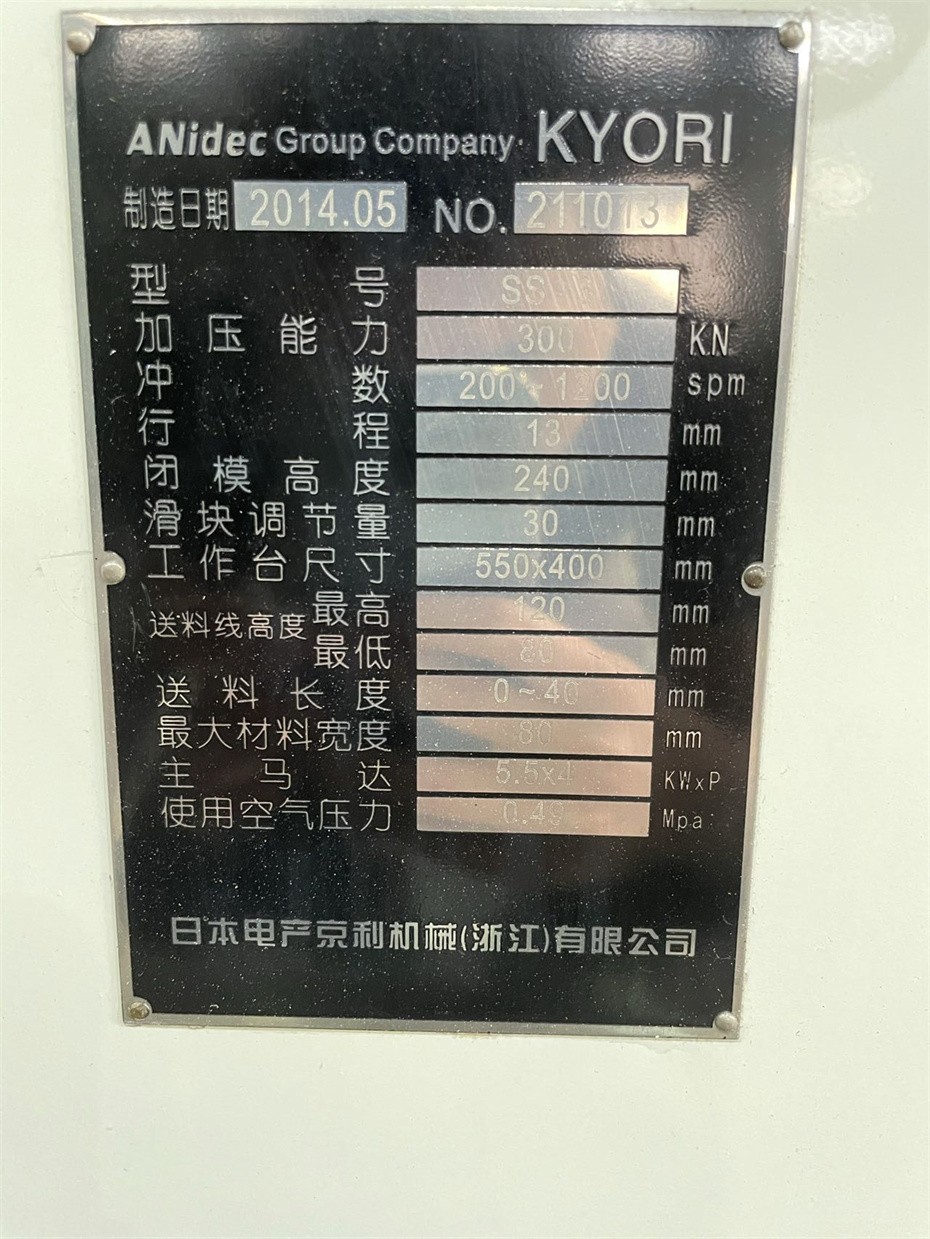 ANidec Group Company KYORI
制造日期 2014.05 NO. 211013
型号
加压能力 300 KN
冲数 200~1200 spm
行程 13 mm
闭模高度 240 mm
滑块调节量 30 mm
工作台尺寸 550x400 mm
送料线高度 最高 120 mm
最低 80 mm
送料长度 0~40 mm
最大材料宽度 80 mm
主马达 5.5x4 KWxP
使用空气压力 0.49 Mpa
日本电产京利机械(浙江)有限公司